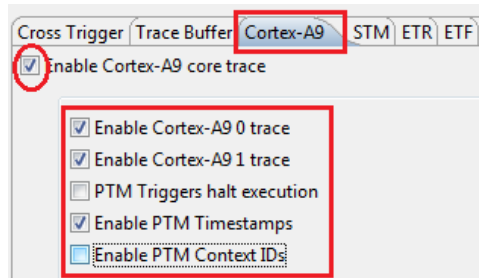 Cross Trigger Trace Buffer Cortex-A9 STM ETR ETF
Enable Cortex-A9 core trace
Enable Cortex-A9 0 trace
Enable Cortex-A9 1 trace
PTM Triggers halt execution
Enable PTM Timestamps
Enable PTM Context IDs